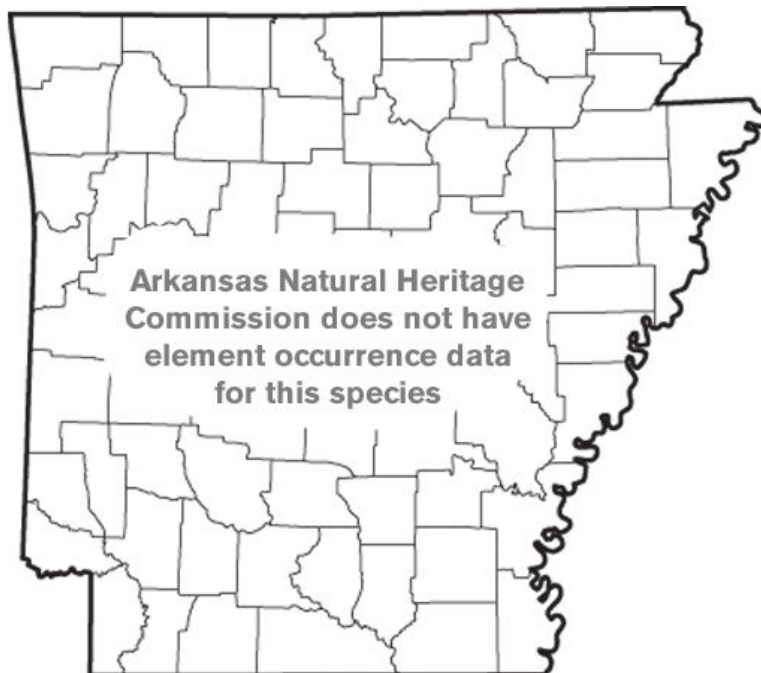 Arkansas Natural Heritage
Commission does not have
element occurrence data
for this species